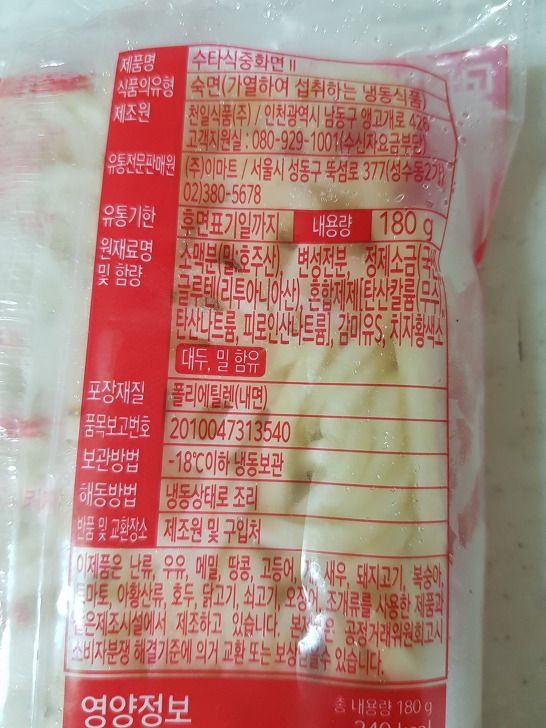 제품명 수타식중화면Ⅱ
식품의유형 숙면(가열하여 섭취하는 냉동식품)
제조원 천일식품(주) / 인천광역시 남동구 앵고개로 426
고객지원실 : 080-929-1001(수신자요금부담)
유통전문판매원 (주)이마트 / 서울시 성동구 뚝섬로 377(성수동2가)
02)380-5678
유통기한 후면표기일까지 내용량 180 g
원재료명 및 함량 소맥분(밀:호주산), 변성전분, 정제소금(국산),
글루텐(리투아니아산), 혼합제제[탄산칼륨(무수),
탄산나트륨, 피로인산나트륨], 감미유S, 치자황색소
대두, 밀 함유
포장재질 폴리에틸렌(내면)
품목보고번호 2010047313540
보관방법 -18℃이하 냉동보관
해동방법 냉동상태로 조리
반품 및 교환장소 제조원 및 구입처
이제품은 난류, 우유, 메밀, 땅콩, 고등어, 새우, 돼지고기, 복숭아,
토마토, 아황산류, 호두, 닭고기, 쇠고기, 오징어, 조개류를 사용한 제품과
같은제조시설에서 제조하고 있습니다. 본제품은 공정거래위원회고시
소비자분쟁 해결기준에 의거 교환 또는 보상받을수 있습니다.
영양정보 총 내용량 180 g